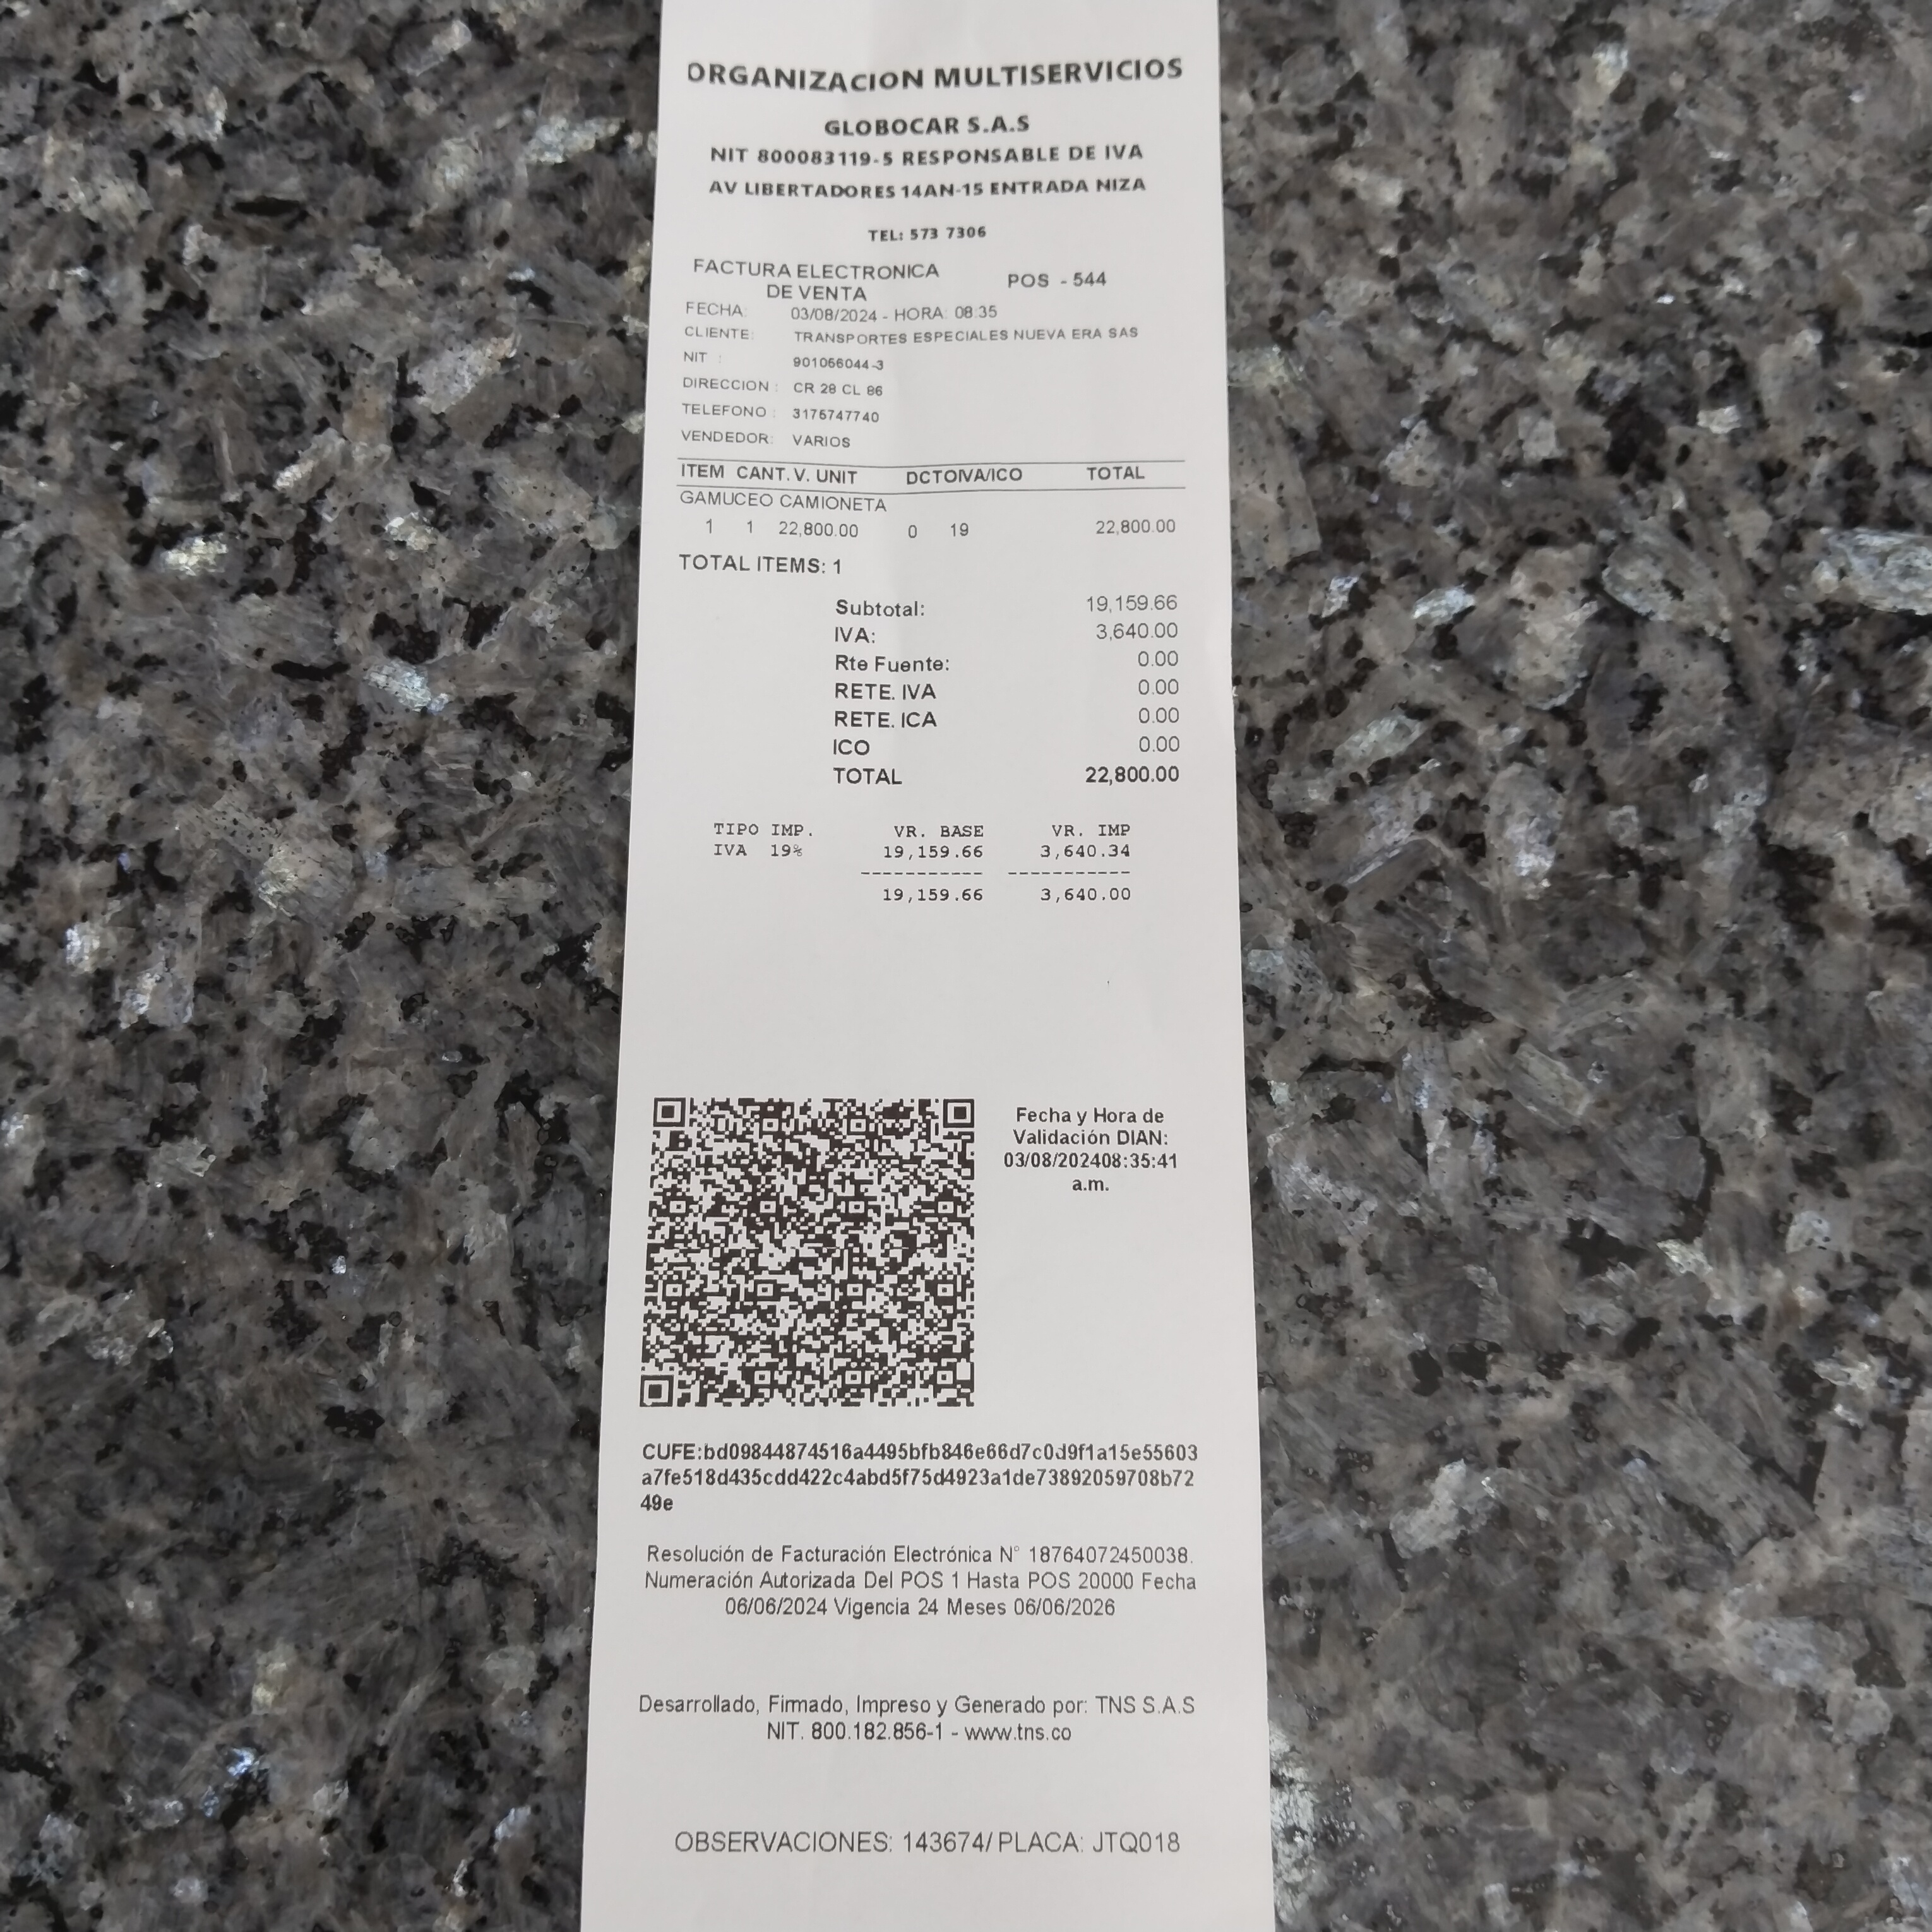 ORGANIZACION MULTISERVICIOS
GLOBOCAR S.A.S
NIT 800083119-5 RESPONSABLE DE IVA
AV LIBERTADORES 14AN-15 ENTRADA NIZA
TEL: 573 7306
FACTURA ELECTRONICA DE VENTA POS - 544
FECHA: 03/08/2024 - HORA: 08:35
CLIENTE: TRANSPORTES ESPECIALES NUEVA ERA SAS
NIT : 901056044-3
DIRECCION : CR 28 CL 86
TELEFONO : 3175747740
VENDEDOR: VARIOS
ITEM CANT. V. UNIT DCTOIVA/ICO TOTAL
GAMUCEO CAMIONETA
1 1 22,800.00 0 19 22,800.00
TOTAL ITEMS: 1
Subtotal: 19,159.66
IVA: 3,640.00
Rte Fuente: 0.00
RETE. IVA 0.00
RETE. ICA 0.00
ICO 0.00
TOTAL 22,800.00
TIPO IMP. VR. BASE VR. IMP
IVA 19% 19,159.66 3,640.34
----------- -----------
19,159.66 3,640.00
Fecha y Hora de
Validación DIAN:
03/08/202408:35:41
a.m.
CUFE:bd09844874516a4495bfb846e66d7c0d9f1a15e55603
a7fe518d435cdd422c4abd5f75d4923a1de73892059708b72
49e
Resolución de Facturación Electrónica N° 18764072450038.
Numeración Autorizada Del POS 1 Hasta POS 20000 Fecha
06/06/2024 Vigencia 24 Meses 06/06/2026
Desarrollado, Firmado, Impreso y Generado por: TNS S.A.S
NIT. 800.182.856-1 - www.tns.co
OBSERVACIONES: 143674/ PLACA: JTQ018